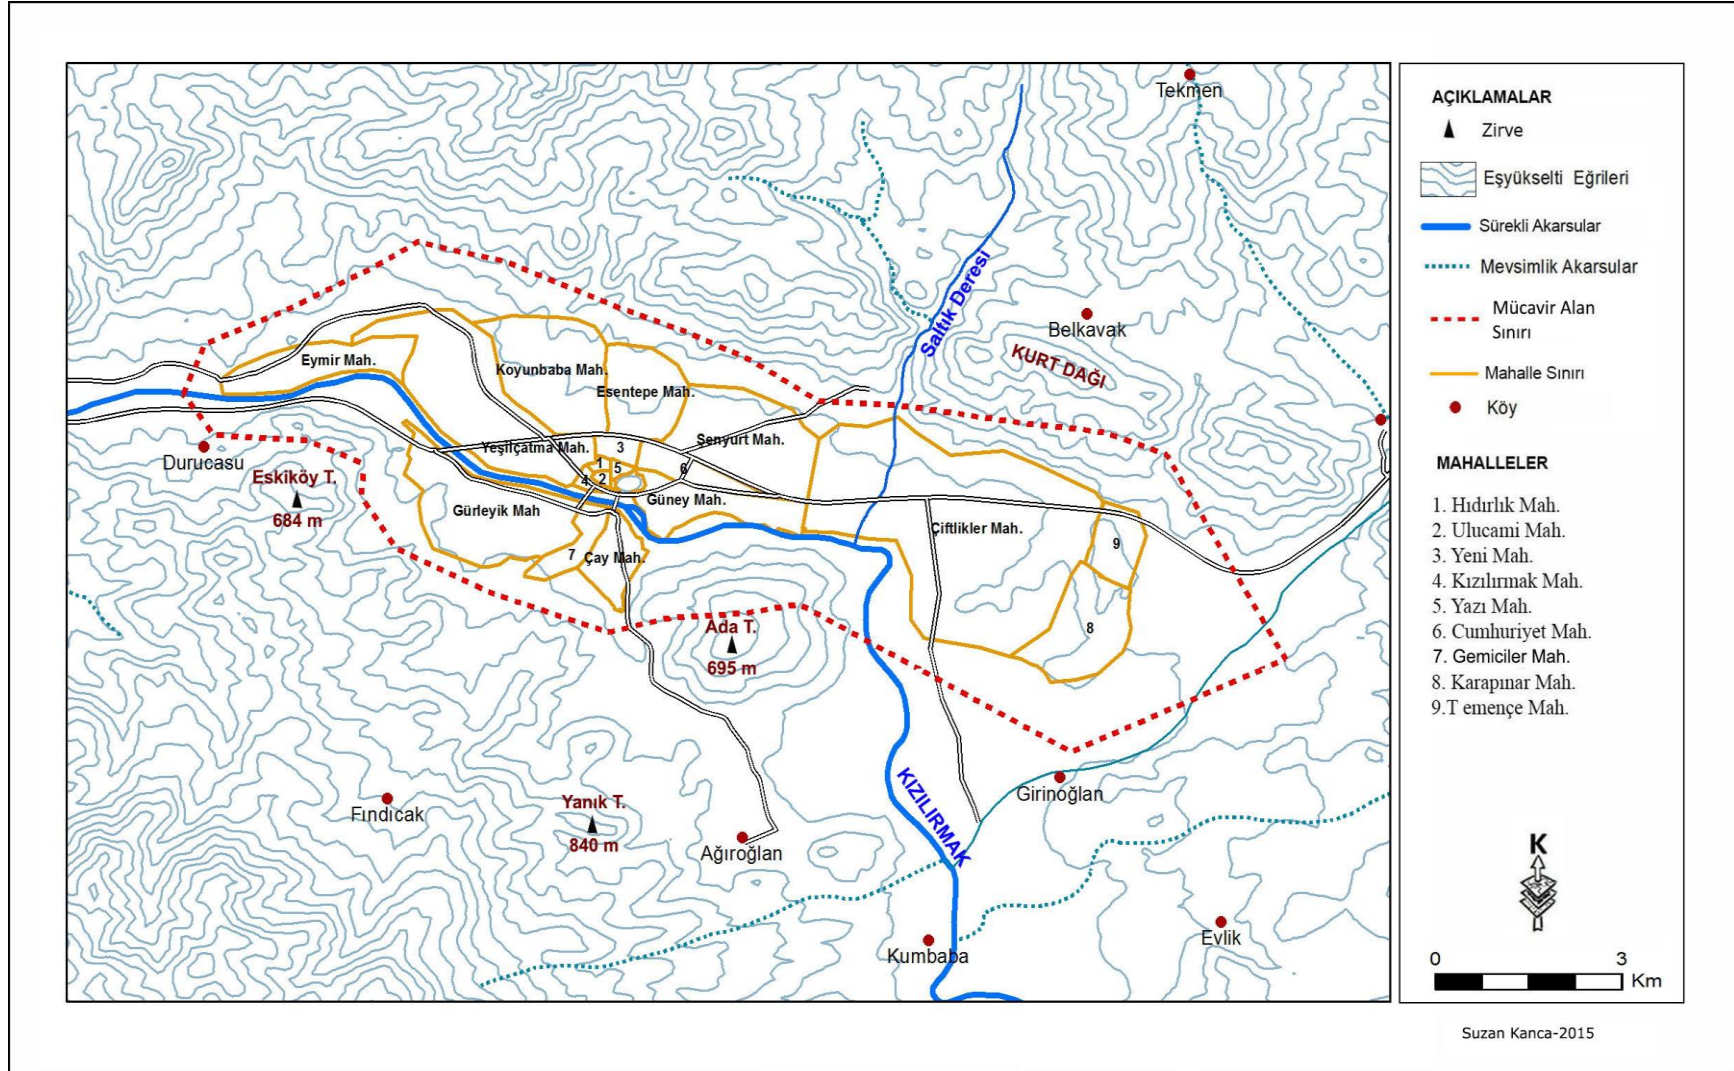 Tekmen
Saltık Deresi
Belkavak
KURT DAĞI
Eymir Mah.
Koyunbaba Mah.
Esentepe Mah.
Yeşilçatma Mah.
3
Şenyurt Mah.
1
5
6
4
2
Durucasu
Eskiköy T.
684 m
Gürleyik Mah
Güney Mah.
Çiftlikler Mah.
9
7
Çay Mah.
8
Ada T.
695 m
KIZILIRMAK
Fındıcak
Yanık T.
840 m
Ağıroğlan
Girinoğlan
Kumbaba
Evlik
AÇIKLAMALAR
Zirve
Eşyükselti Eğrileri
Sürekli Akarsular
Mevsimlik Akarsular
Mücavir Alan
Sınırı
Mahalle Sınırı
Köy
MAHALLELER
1. Hıdırlık Mah.
2. Ulucami Mah.
3. Yeni Mah.
4. Kızılırmak Mah.
5. Yazı Mah.
6. Cumhuriyet Mah.
7. Gemiciler Mah.
8. Karapınar Mah.
9.T emençe Mah.
K
0 3
Km
Suzan Kanca-2015